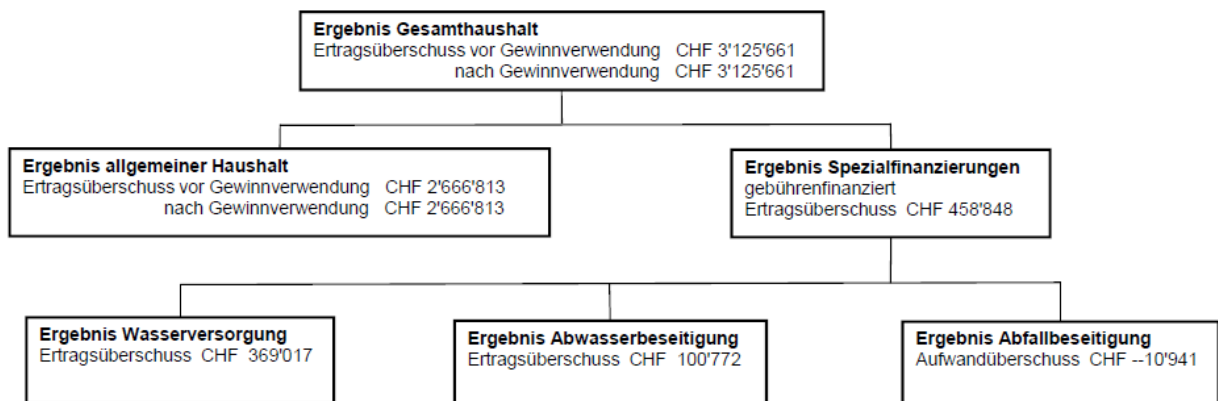 Ergebnis Gesamthaushalt
Ertragsüberschuss vor Gewinnverwendung CHF 3'125'661
nach Gewinnverwendung CHF 3'125'661
Ergebnis allgemeiner Haushalt
Ertragsüberschuss vor Gewinnverwendung CHF 2'666'813
nach Gewinnverwendung CHF 2'666'813
Ergebnis Spezialfinanzierungen
gebührenfinanziert
Ertragsüberschuss CHF 458'848
Ergebnis Wasserversorgung
Ertragsüberschuss CHF 369'017
Ergebnis Abwasserbeseitigung
Ertragsüberschuss CHF 100'772
Ergebnis Abfallbeseitigung
Aufwandüberschuss CHF --10'941